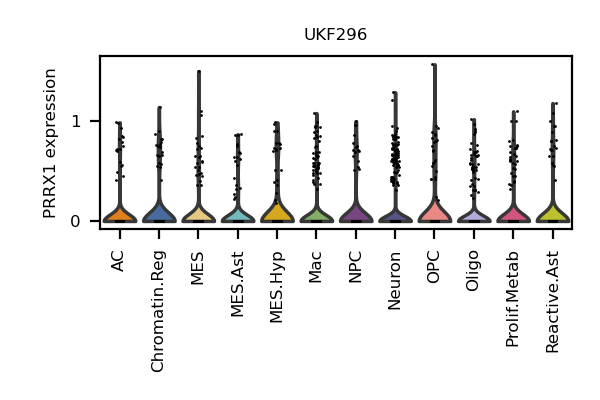 UKF296
PRRX1 expression
1
0
AC
Chromatin.Reg
MES
MES.Ast
MES.Hyp
Mac
NPC
Neuron
OPC
Oligo
Prolif.Metab
Reactive.Ast